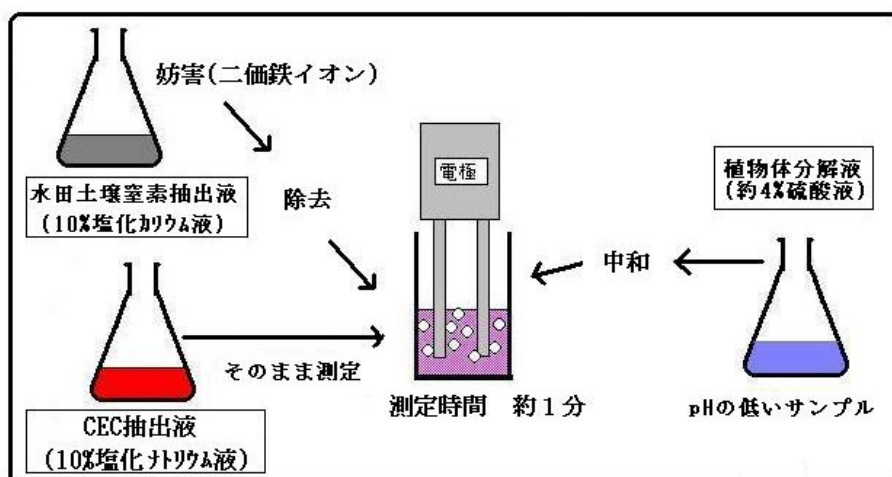 妨害(二価鉄イオン)
水田土壌窒素抽出液
(10%塩化ｶﾘｳﾑ液)
除去
電極
植物体分解液
(約4%硫酸液)
中和
そのまま測定
測定時間 約１分
CEC抽出液
(10%塩化ﾅﾄﾘｳﾑ液)
pHの低いサンプル